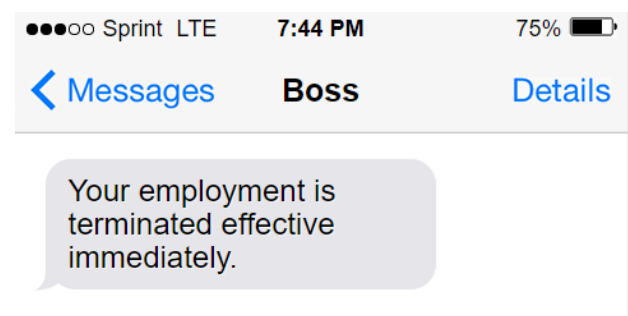 Sprint LTE 7:44 PM 75%
Messages Boss Details
Your employment is
terminated effective
immediately.